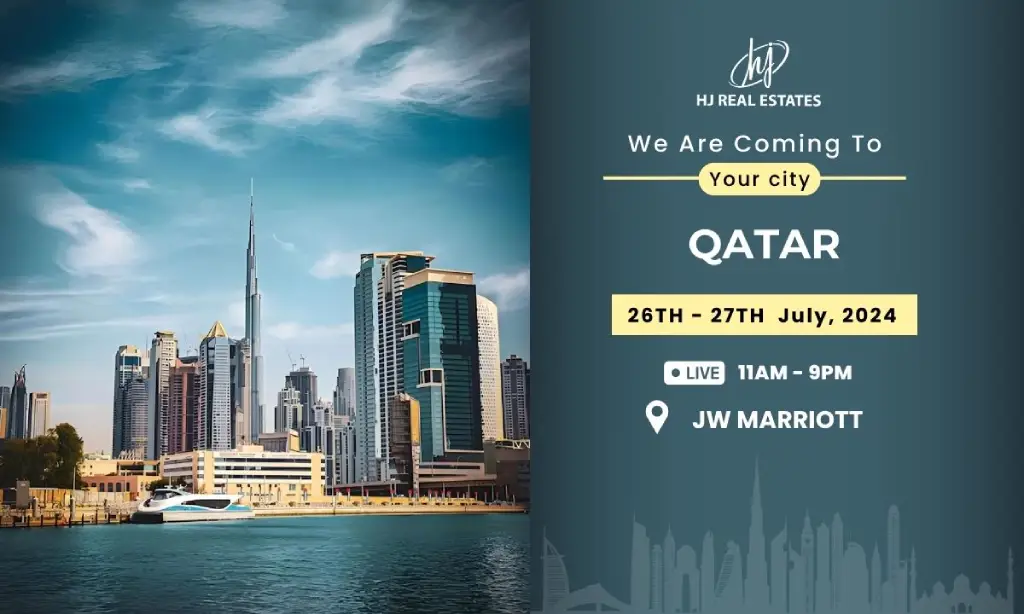 hj
HJ REAL ESTATES
We Are Coming To
Your city
QATAR
26TH - 27TH July, 2024
LIVE 11AM - 9PM
JW MARRIOTT